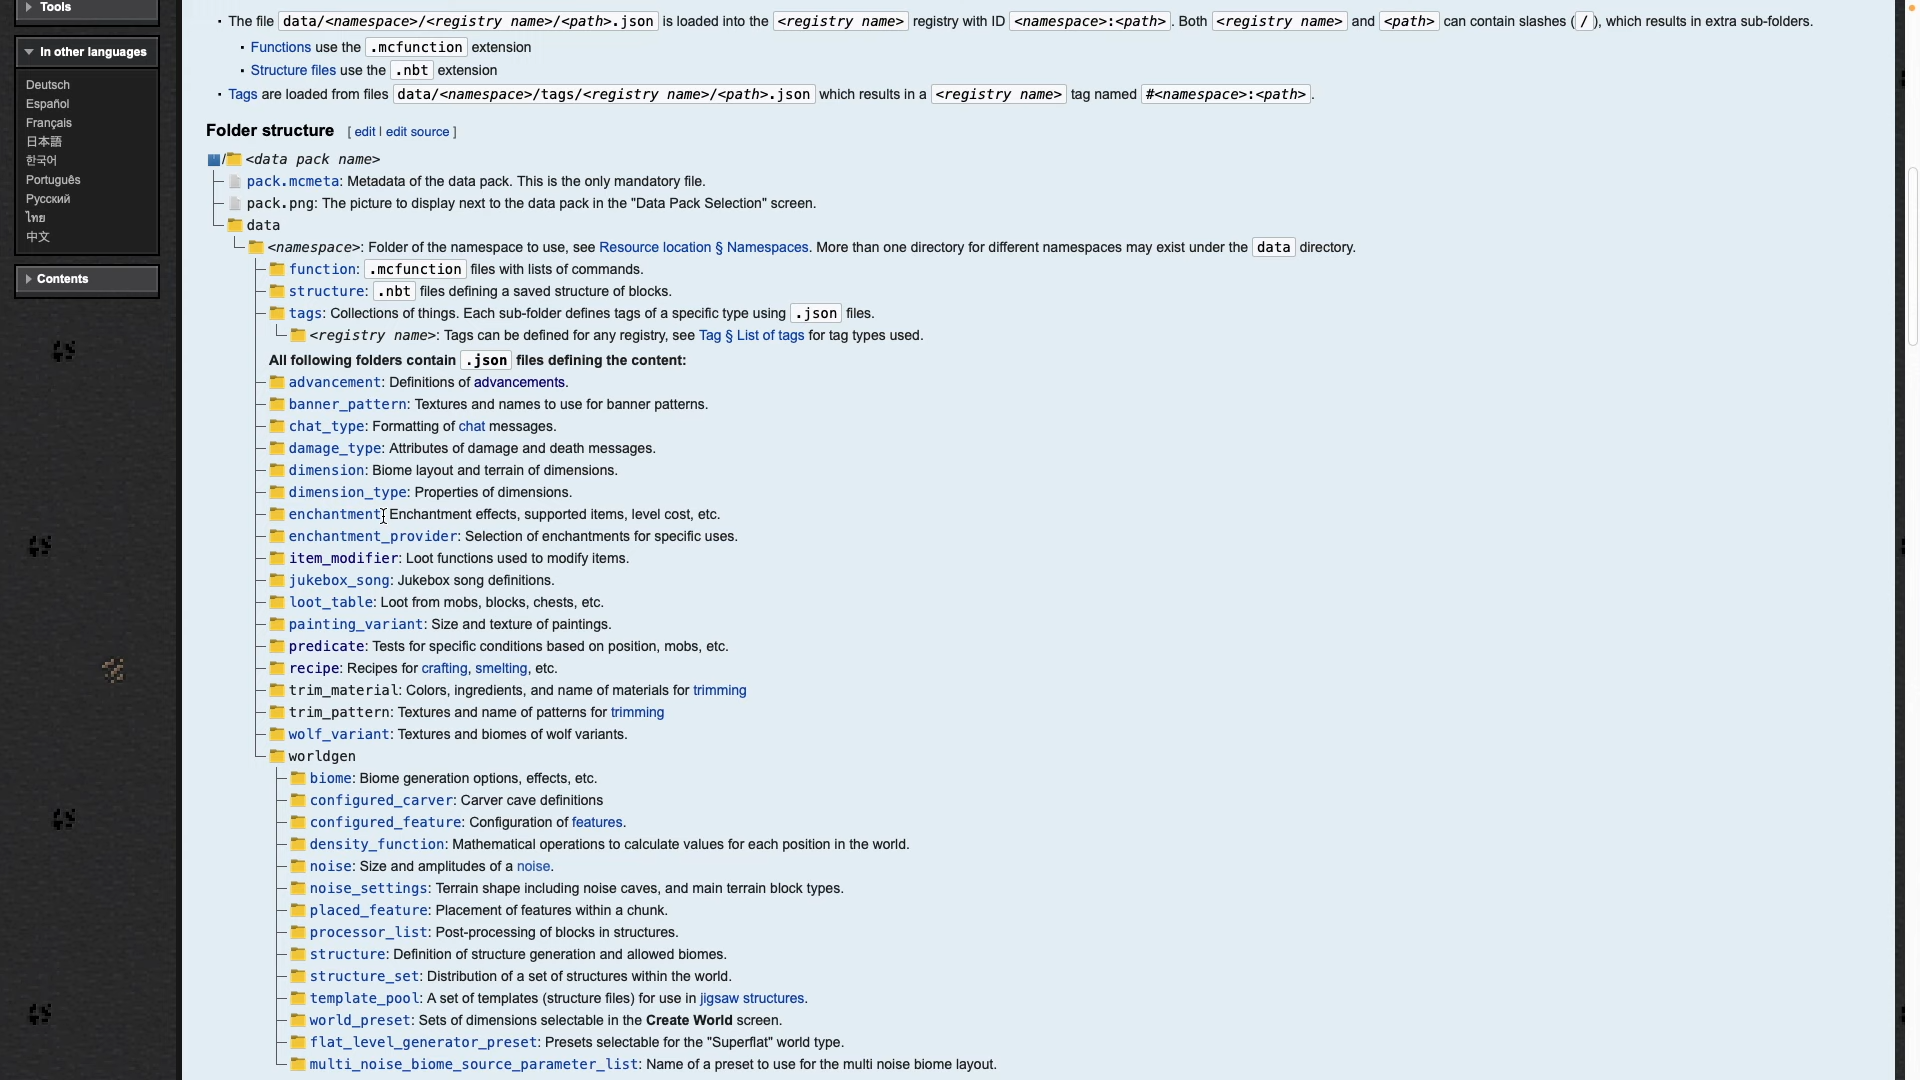 Tools
In other languages
Deutsch
Español
Français
日本語
한국어
Português
Русский
ไทย
中文
Contents
The file data/<namespace>/<registry name>/<path>.json is loaded into the <registry name> registry with ID <namespace>:<path>. Both <registry name> and <path> can contain slashes (/), which results in extra sub-folders.
Functions use the .mcfunction extension
Structure files use the .nbt extension
Tags are loaded from files data/<namespace>/tags/<registry name>/<path>.json which results in a <registry name> tag named #<namespace>:<path>.
Folder structure [ edit | edit source ]
/ <data pack name>
pack.mcmeta: Metadata of the data pack. This is the only mandatory file.
pack.png: The picture to display next to the data pack in the "Data Pack Selection" screen.
data
<namespace>: Folder of the namespace to use, see Resource location § Namespaces. More than one directory for different namespaces may exist under the data directory.
function: .mcfunction files with lists of commands.
structure: .nbt files defining a saved structure of blocks.
tags: Collections of things. Each sub-folder defines tags of a specific type using .json files.
<registry name>: Tags can be defined for any registry, see Tag § List of tags for tag types used.
All following folders contain .json files defining the content:
advancement: Definitions of advancements.
banner_pattern: Textures and names to use for banner patterns.
chat_type: Formatting of chat messages.
damage_type: Attributes of damage and death messages.
dimension: Biome layout and terrain of dimensions.
dimension_type: Properties of dimensions.
enchantment: Enchantment effects, supported items, level cost, etc.
enchantment_provider: Selection of enchantments for specific uses.
item_modifier: Loot functions used to modify items.
jukebox_song: Jukebox song definitions.
loot_table: Loot from mobs, blocks, chests, etc.
painting_variant: Size and texture of paintings.
predicate: Tests for specific conditions based on position, mobs, etc.
recipe: Recipes for crafting, smelting, etc.
trim_material: Colors, ingredients, and name of materials for trimming
trim_pattern: Textures and name of patterns for trimming
wolf_variant: Textures and biomes of wolf variants.
worldgen
biome: Biome generation options, effects, etc.
configured_carver: Carver cave definitions
configured_feature: Configuration of features.
density_function: Mathematical operations to calculate values for each position in the world.
noise: Size and amplitudes of a noise.
noise_settings: Terrain shape including noise caves, and main terrain block types.
placed_feature: Placement of features within a chunk.
processor_list: Post-processing of blocks in structures.
structure: Definition of structure generation and allowed biomes.
structure_set: Distribution of a set of structures within the world.
template_pool: A set of templates (structure files) for use in jigsaw structures.
world_preset: Sets of dimensions selectable in the Create World screen.
flat_level_generator_preset: Presets selectable for the "Superflat" world type.
multi_noise_biome_source_parameter_list: Name of a preset to use for the multi noise biome layout.